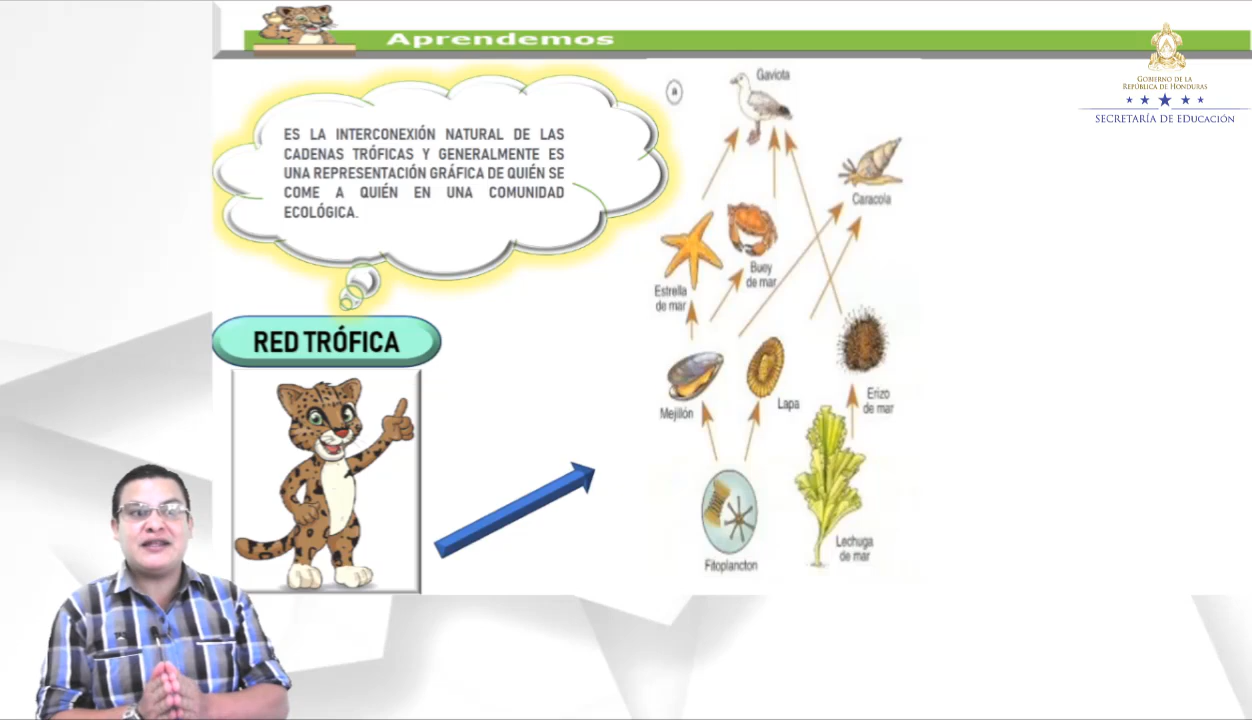 Aprendemos
GOBIERNO DE LA
REPÚBLICA DE HONDURAS
SECRETARÍA DE EDUCACIÓN
ES LA INTERCONEXIÓN NATURAL DE LAS
CADENAS TRÓFICAS Y GENERALMENTE ES
UNA REPRESENTACIÓN GRÁFICA DE QUIÉN SE
COME A QUIÉN EN UNA COMUNIDAD
ECOLÓGICA.
RED TRÓFICA
a
Gaviota
Caracola
Buey
de mar
Estrella
de mar
Mejillón
Lapa
Erizo
de mar
Fitoplancton
Lechuga
de mar